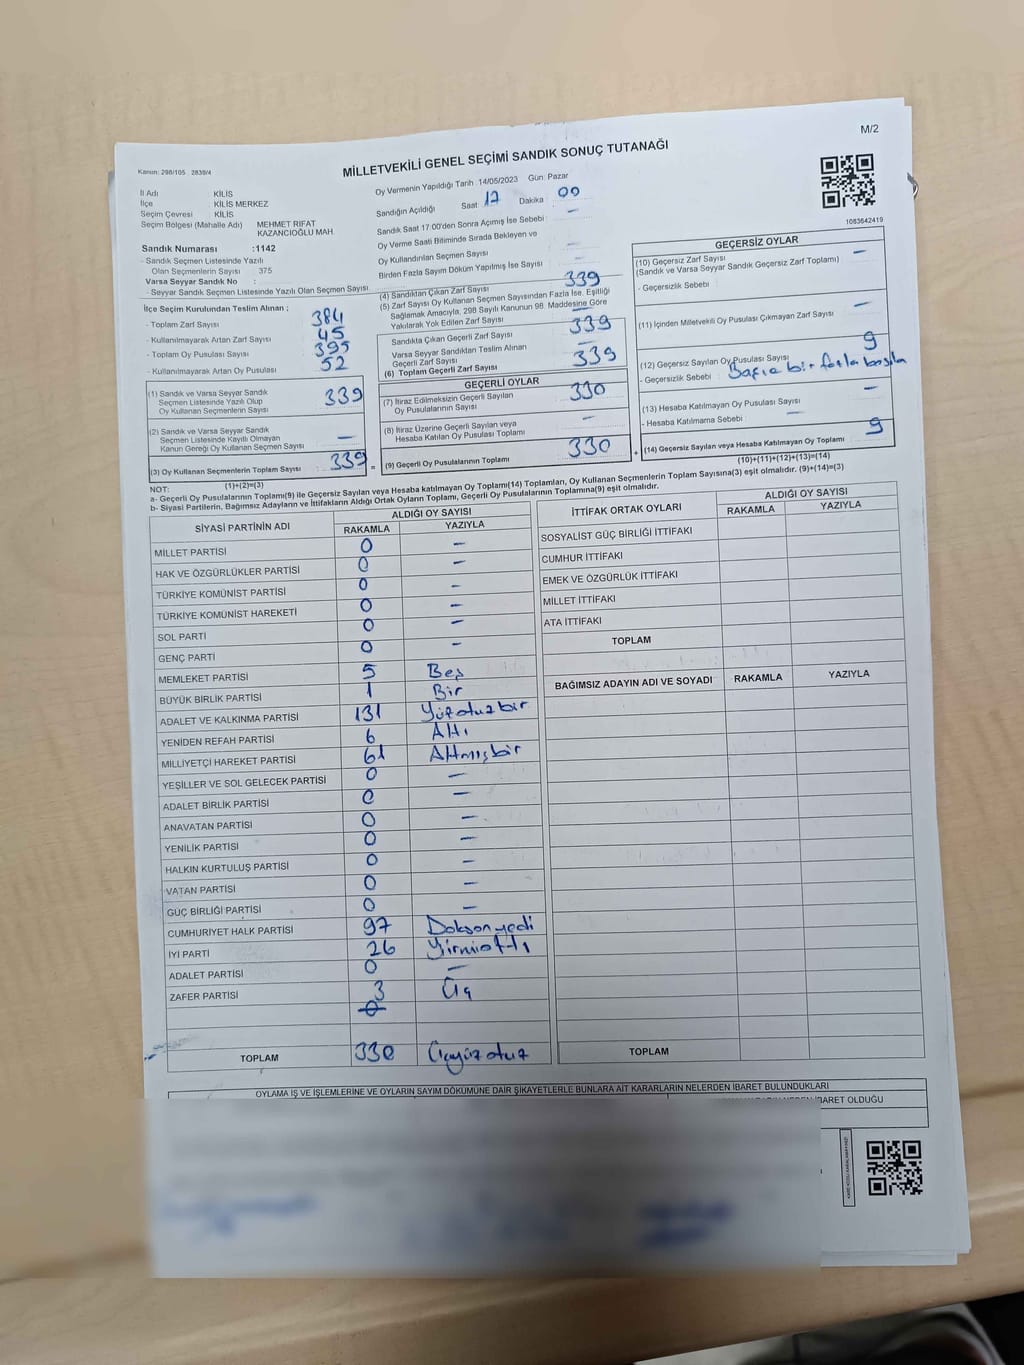 M/2
Kanun: 298/105 2839/4
MİLLETVEKİLİ GENEL SEÇİMİ SANDIK SONUÇ TUTANAĞI
1083642419
İl Adı KİLİS
İlçe KİLİS MERKEZ
Seçim Çevresi KİLİS
Seçim Bölgesi (Mahalle Adı) MEHMET RIFAT KAZANCIOĞLU MAH.
Sandık Numarası :1142
- Sandık Seçmen Listesinde Yazılı
Olan Seçmenlerin Sayısı 375
Varsa Seyyar Sandık No :
- Seyyar Sandık Seçmen Listesinde Yazılı Olan Seçmen Sayısı
Oy Vermenin Yapıldığı Tarih :14/05/2023 Gün: Pazar
Sandığın Açıldığı Saat 17 Dakika 00
Sandık Saat 17:00'den Sonra Açımış İse Sebebi : –
Oy Verme Saati Bitiminde Sırada Bekleyen ve
Oy Kullandırılan Seçmen Sayısı –
Birden Fazla Sayım Döküm Yapılmış İse Sayısı –
İlçe Seçim Kurulundan Teslim Alınan ;
- Toplam Zarf Sayısı 384
- Kullanılmayarak Artan Zarf Sayısı 45
- Toplam Oy Pusulası Sayısı 395
- Kullanılmayarak Artan Oy Pusulası 52
(1) Sandık ve Varsa Seyyar Sandık
Seçmen Listesinde Yazılı Olup
Oy Kullanan Seçmenlerin Sayısı 339
(2) Sandık ve Varsa Seyyar Sandık
Seçmen Listesinde Kayıtlı Olmayan
Kanun Gereği Oy Kullanan Seçmen Sayısı –
(3) Oy Kullanan Seçmenlerin Toplam Sayısı 339 =
(1)+(2)=(3)
(4) Sandıktan Çıkan Zarf Sayısı 339
(5) Zarf Sayısı Oy Kullanan Seçmen Sayısından Fazla İse, Eşitliği
Sağlamak Amacıyla, 298 Sayılı Kanunun 98. Maddesine Göre
Yakılarak Yok Edilen Zarf Sayısı –
Sandıkta Çıkan Geçerli Zarf Sayısı 339
Varsa Seyyar Sandıktan Teslim Alınan
Geçerli Zarf Sayısı –
(6) Toplam Geçerli Zarf Sayısı 339
GEÇERLİ OYLAR
(7) İtiraz Edilmeksizin Geçerli Sayılan
Oy Pusulalarının Sayısı 330
(8) İtiraz Üzerine Geçerli Sayılan veya
Hesaba Katılan Oy Pusulası Toplamı –
(9) Geçerli Oy Pusulalarının Toplamı 330 +
GEÇERSİZ OYLAR
(10) Geçersiz Zarf Sayısı –
(Sandık ve Varsa Seyyar Sandık Geçersiz Zarf Toplamı)
- Geçersizlik Sebebi :
(11) İçinden Milletvekili Oy Pusulası Çıkmayan Zarf Sayısı –
(12) Geçersiz Sayılan Oy Pusulası Sayısı 9
- Geçersizlik Sebebi : bir fazla
(13) Hesaba Katılmayan Oy Pusulası Sayısı –
- Hesaba Katılmama Sebebi : –
(14) Geçersiz Sayılan veya Hesaba Katılmayan Oy Toplamı 9
(10)+(11)+(12)+(13)=(14)
NOT:
a- Geçerli Oy Pusulalarının Toplamı(9) ile Geçersiz Sayılan veya Hesaba katılmayan Oy Toplamı(14) Toplamları, Oy Kullanan Seçmenlerin Toplam Sayısına(3) eşit olmalıdır. (9)+(14)=(3)
b- Siyasi Partilerin, Bağımsız Adayların ve İttifakların Aldığı Ortak Oyların Toplamı, Geçerli Oy Pusulalarının Toplamına(9) eşit olmalıdır.
SİYASİ PARTİNİN ADI ALDIĞI OY SAYISI
RAKAMLA YAZIYLA
MİLLET PARTİSİ 0 –
HAK VE ÖZGÜRLÜKLER PARTİSİ 0 –
TÜRKİYE KOMÜNİST PARTİSİ 0 –
TÜRKİYE KOMÜNİST HAREKETİ 0 –
SOL PARTİ 0 –
GENÇ PARTİ 0 –
MEMLEKET PARTİSİ 5 Beş
BÜYÜK BİRLİK PARTİSİ 1 Bir
ADALET VE KALKINMA PARTİSİ 131 Yüzotuzbir
YENİDEN REFAH PARTİSİ 6 Altı
MİLLİYETÇİ HAREKET PARTİSİ 61 Altmışbir
YEŞİLLER VE SOL GELECEK PARTİSİ 0 –
ADALET BİRLİK PARTİSİ 0 –
ANAVATAN PARTİSİ 0 –
YENİLİK PARTİSİ 0 –
HALKIN KURTULUŞ PARTİSİ 0 –
VATAN PARTİSİ 0 –
GÜÇ BİRLİĞİ PARTİSİ 0 –
CUMHURİYET HALK PARTİSİ 97 Doksanyedi
İYİ PARTİ 26 Yirmialtı
ADALET PARTİSİ 0 –
ZAFER PARTİSİ 3 Üç
0
TOPLAM 330 Üçyüzotuz
İTTİFAK ORTAK OYLARI ALDIĞI OY SAYISI
RAKAMLA YAZIYLA
SOSYALİST GÜÇ BİRLİĞİ İTTİFAKI
CUMHUR İTTİFAKI
EMEK VE ÖZGÜRLÜK İTTİFAKI
MİLLET İTTİFAKI
ATA İTTİFAKI
TOPLAM
BAĞIMSIZ ADAYIN ADI VE SOYADI RAKAMLA YAZIYLA
TOPLAM
OYLAMA İŞ VE İŞLEMLERİNE VE OYLARIN SAYIM DÖKÜMÜNE DAİR ŞİKAYETLERLE BUNLARA AİT KARARLARIN NELERDEN İBARET BULUNDUKLARI
İBARET OLDUĞU